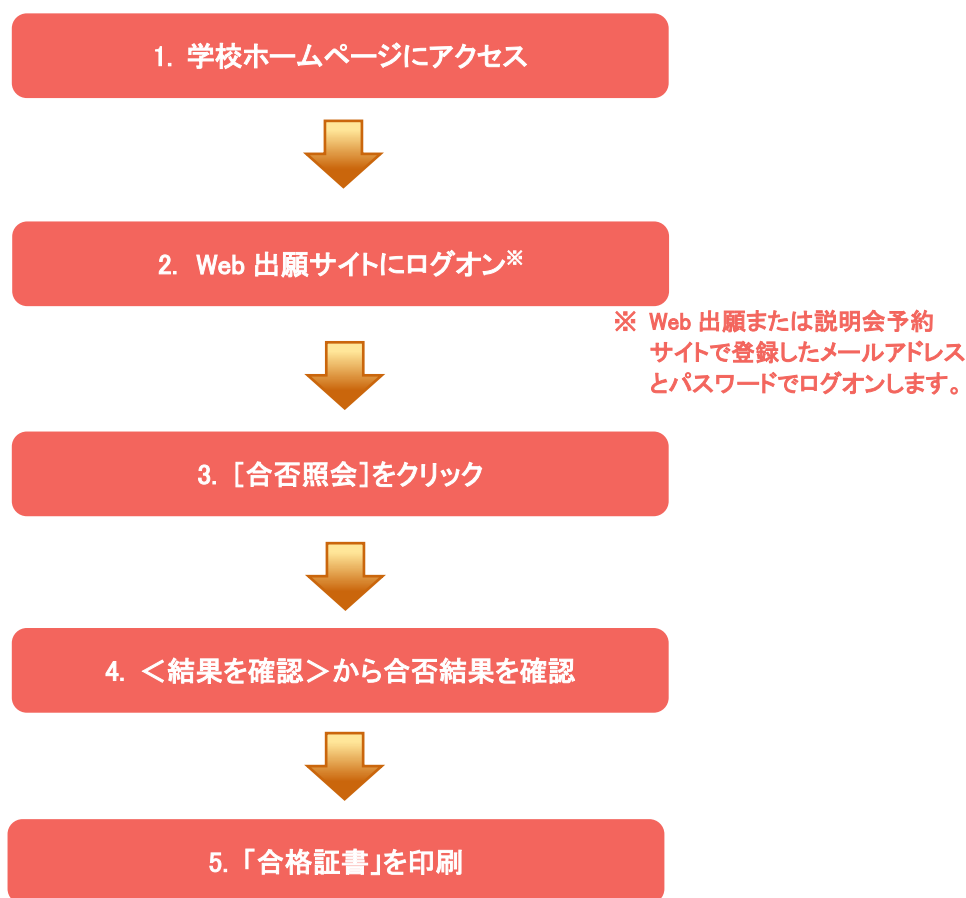 1. 学校ホームページにアクセス
2. Web 出願サイトにログオン※
※ Web 出願または説明会予約
サイトで登録したメールアドレス
とパスワードでログオンします。
3. [合否照会]をクリック
4. <結果を確認>から合否結果を確認
5. 「合格証書」を印刷